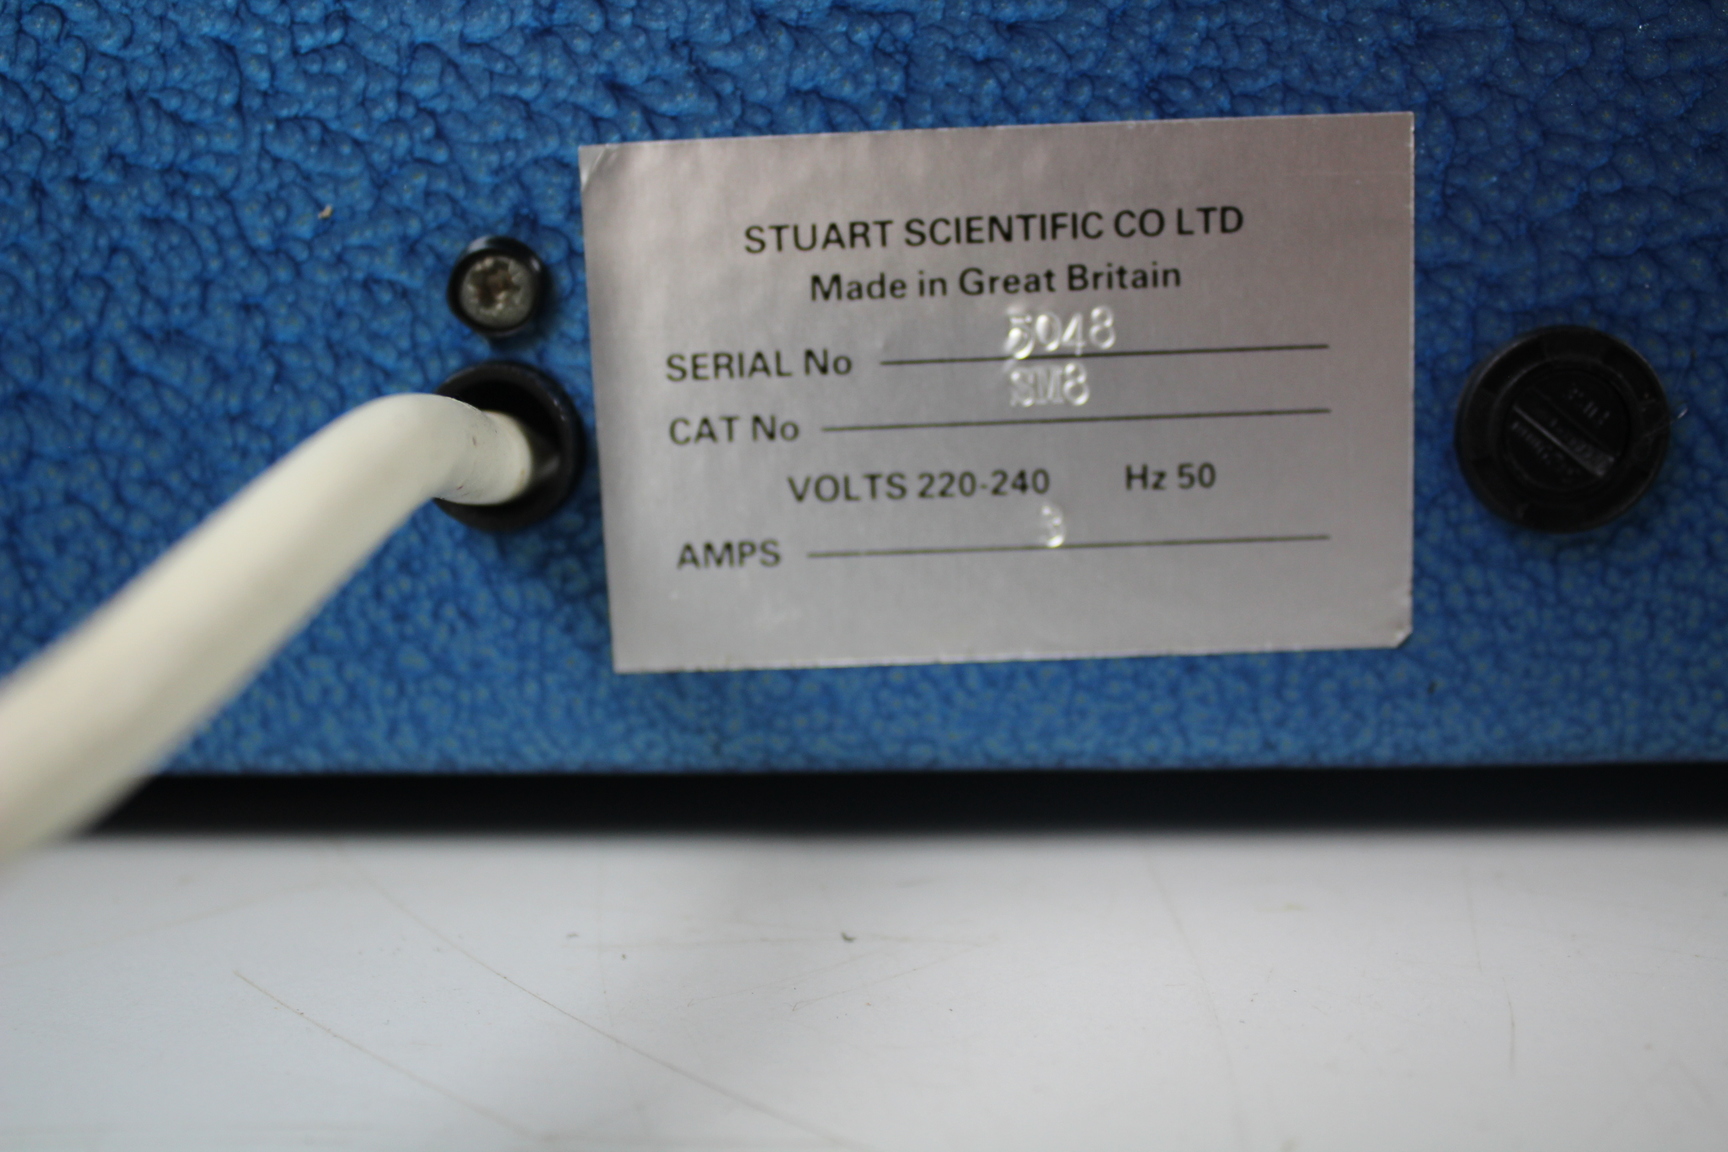 STUART SCIENTIFIC CO LTD
Made in Great Britain
SERIAL No 5048
CAT No SM8
VOLTS 220-240 Hz 50
AMPS 3